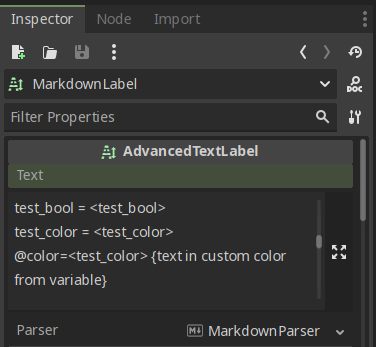 Inspector Node Import
MarkdownLabel
DOC
Filter Properties
AdvancedTextLabel
Text
test_bool = <test_bool>
test_color = <test_color>
@color=<test_color> {text in custom color
from variable}
Parser MarkdownParser